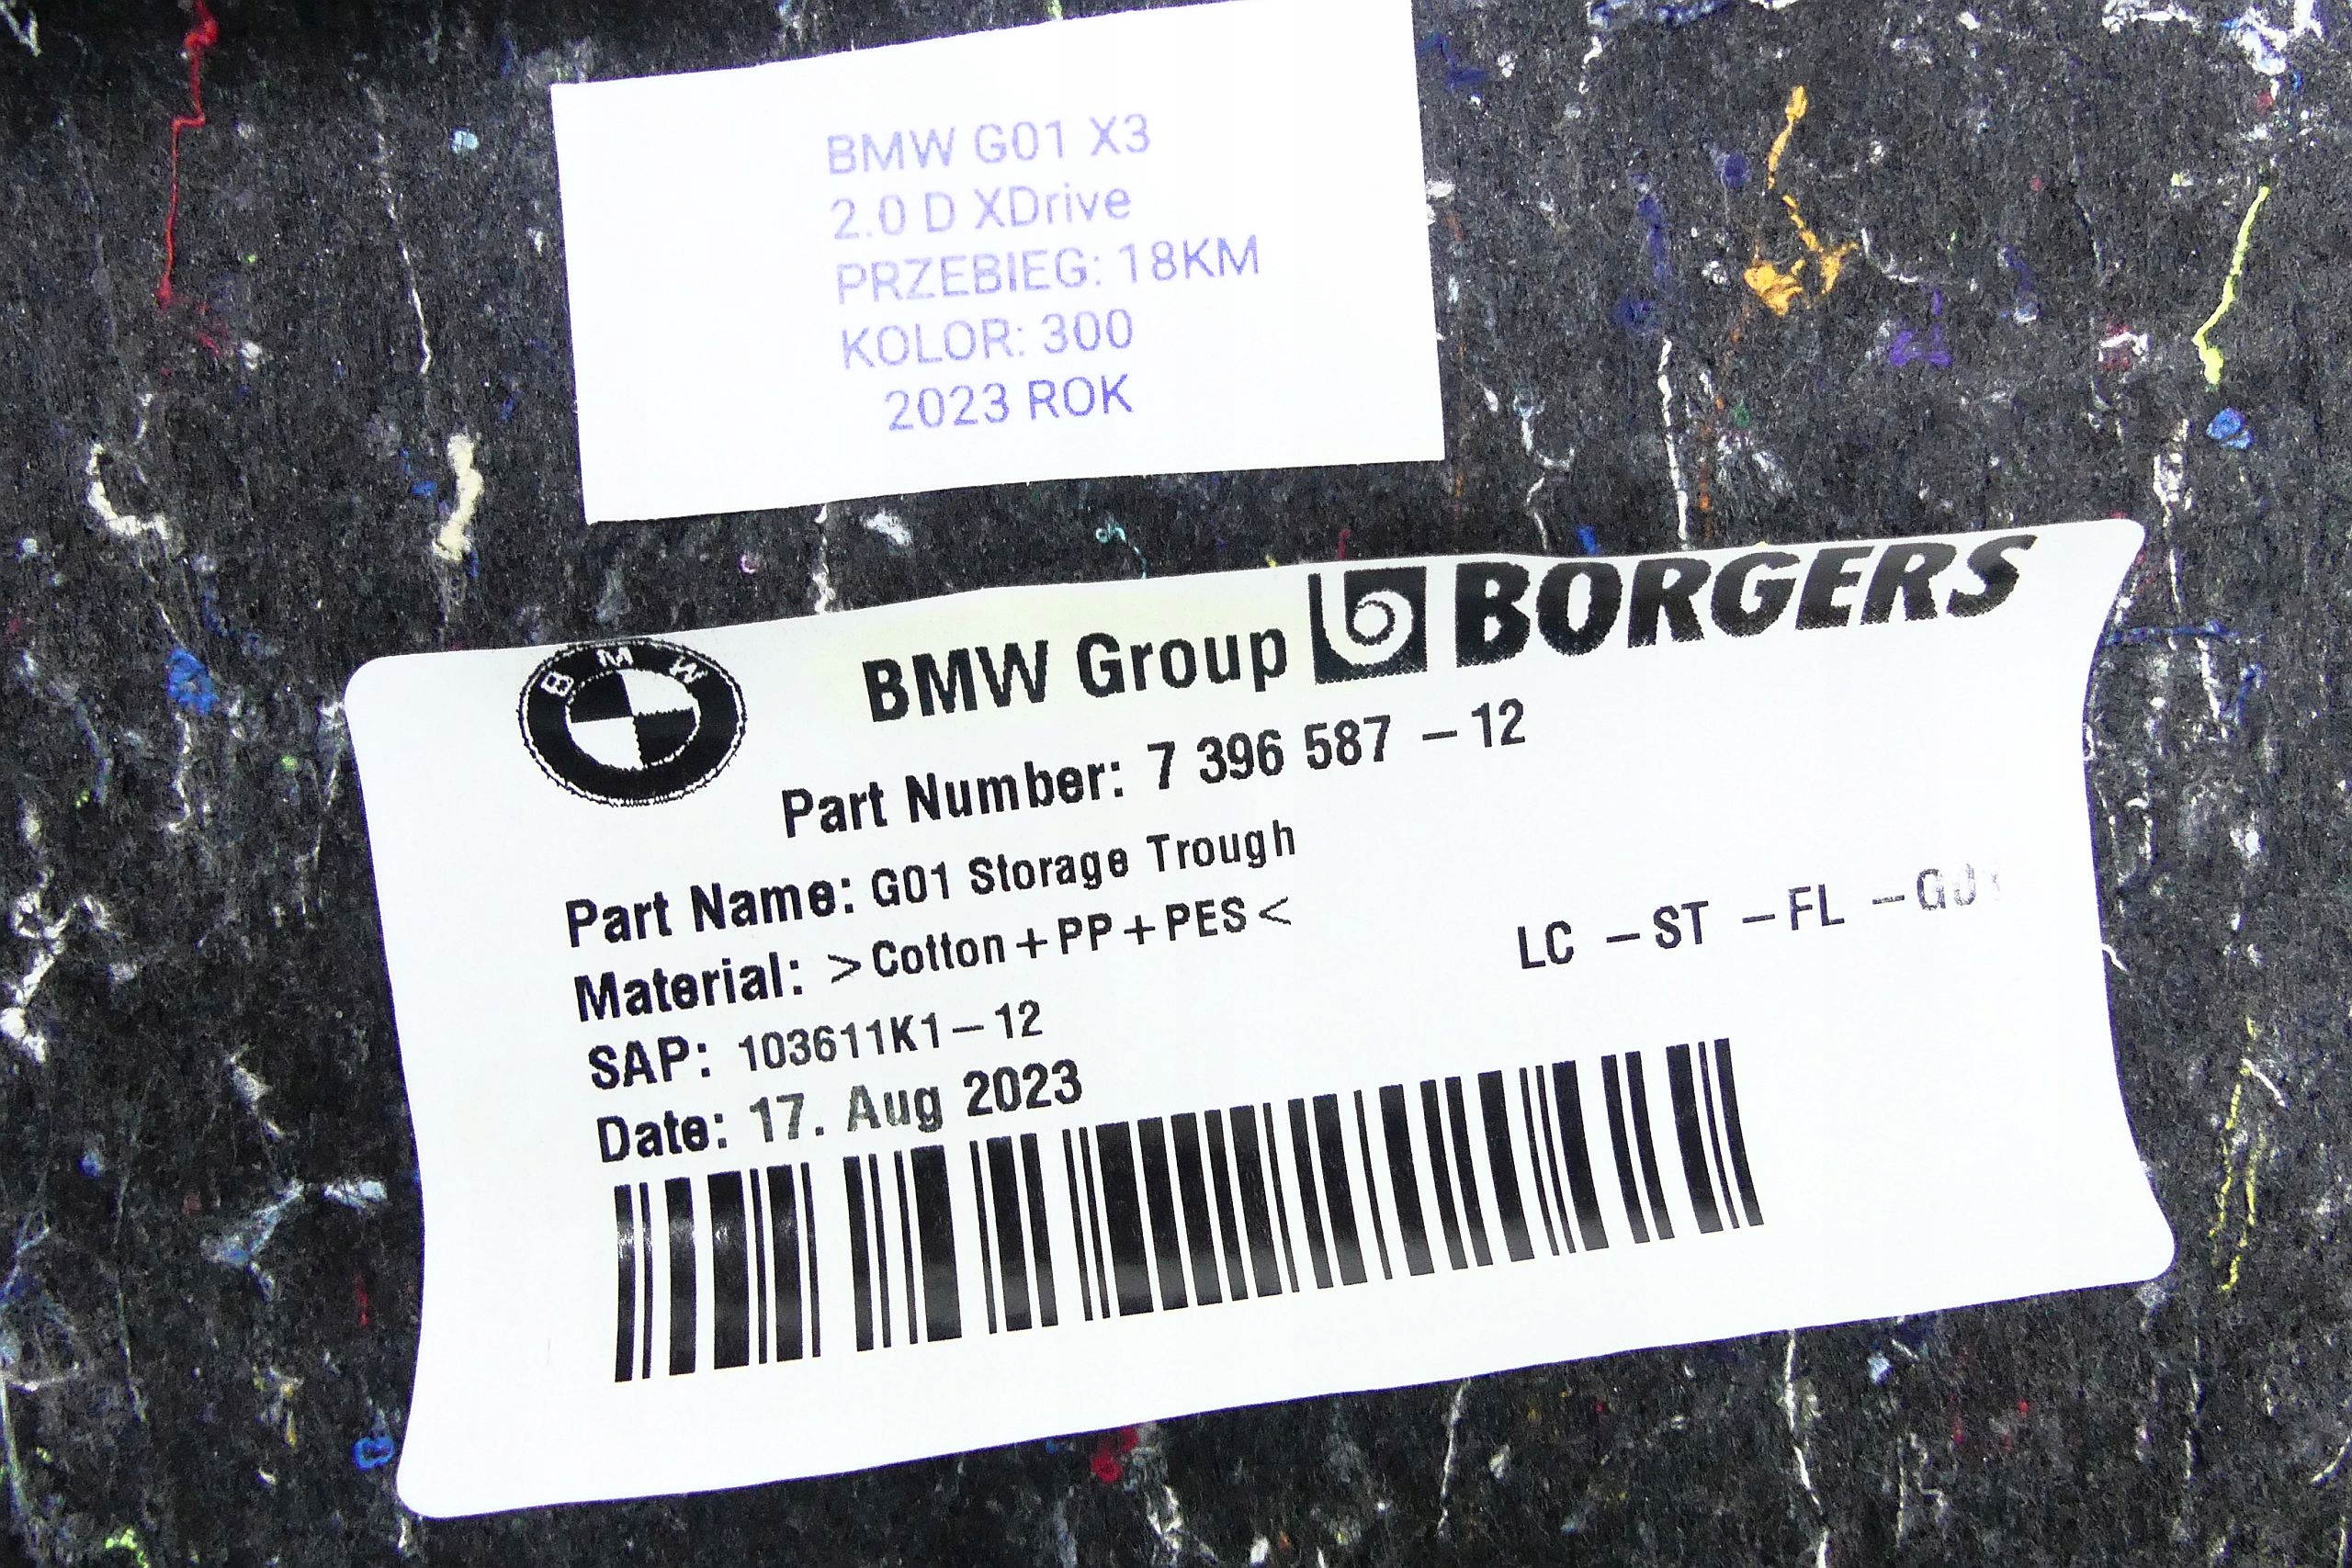 BMW G01 X3
2.0 D XDrive
PRZEBIEG: 18KM
KOLOR: 300
2023 ROK
BMW
BMW Group BORGERS
Part Number: 7 396 587 -12
Part Name: G01 Storage Trough
Material: >Cotton+PP+PES<
LC -ST -FL -G01
SAP: 103611K1-12
Date: 17. Aug 2023